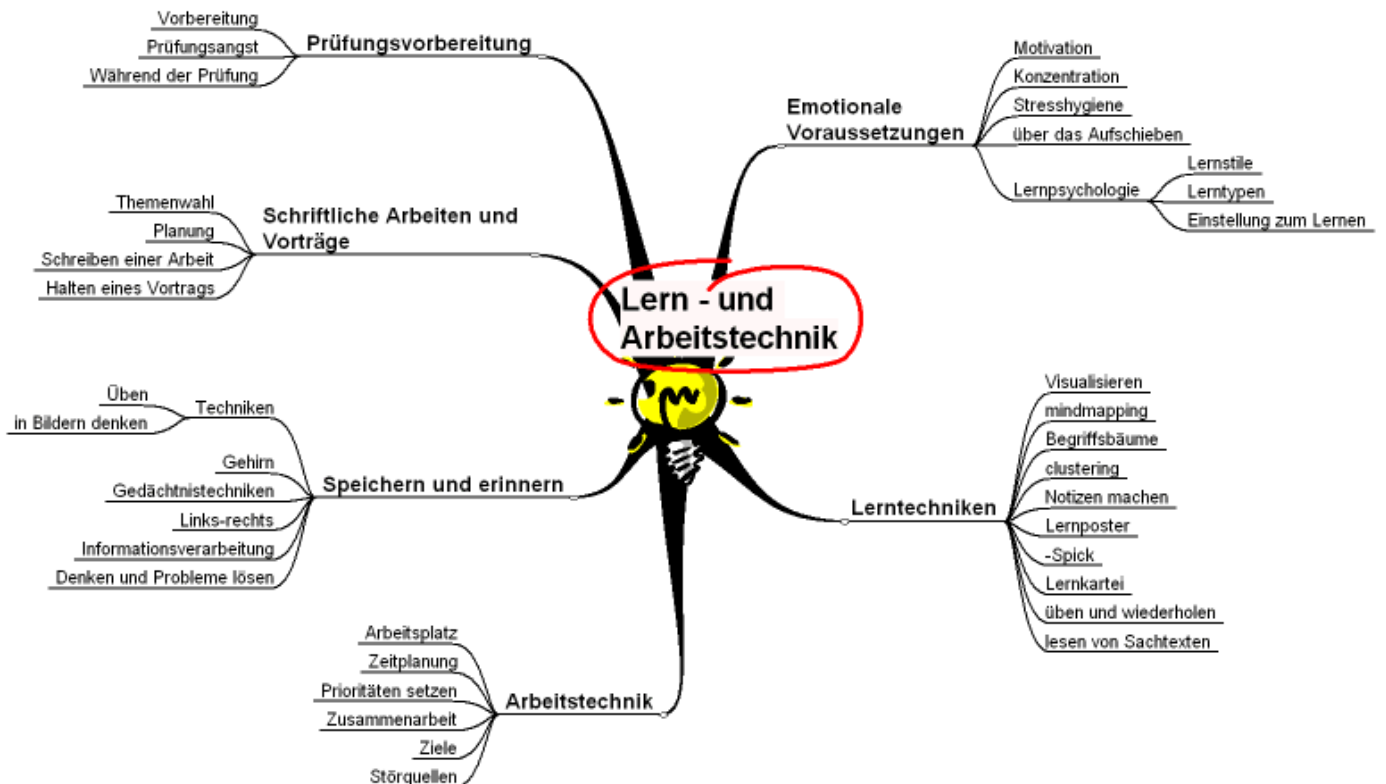 Lern - und
Arbeitstechnik
Prüfungsvorbereitung
Vorbereitung
Prüfungsangst
Während der Prüfung
Schriftliche Arbeiten und
Vorträge
Themenwahl
Planung
Schreiben einer Arbeit
Halten eines Vortrags
Speichern und erinnern
Techniken
Üben
in Bildern denken
Gehirn
Gedächtnistechniken
Links-rechts
Informationsverarbeitung
Denken und Probleme lösen
Arbeitstechnik
Arbeitsplatz
Zeitplanung
Prioritäten setzen
Zusammenarbeit
Ziele
Störquellen
Emotionale
Voraussetzungen
Motivation
Konzentration
Stresshygiene
über das Aufschieben
Lernpsychologie
Lernstile
Lerntypen
Einstellung zum Lernen
Lerntechniken
Visualisieren
mindmapping
Begriffsbäume
clustering
Notizen machen
Lernposter
-Spick
Lernkartei
üben und wiederholen
lesen von Sachtexten